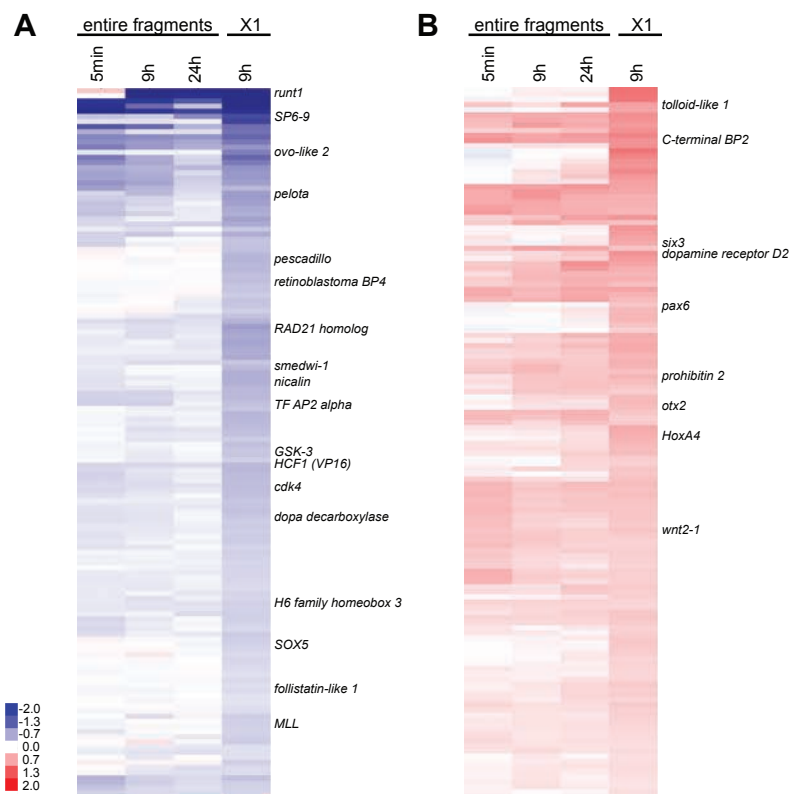 A
entire fragments X1
5min 9h 24h 9h
runt1
SP6-9
ovo-like 2
pelota
pescadillo
retinoblastoma BP4
RAD21 homolog
smedwi-1
nicalin
TF AP2 alpha
GSK-3
HCF1 (VP16)
cdk4
dopa decarboxylase
H6 family homeobox 3
SOX5
follistatin-like 1
MLL
-2.0
-1.3
-0.7
0.0
0.7
1.3
2.0
B
entire fragments X1
5min 9h 24h 9h
tolloid-like 1
C-terminal BP2
six3
dopamine receptor D2
pax6
prohibitin 2
otx2
HoxA4
wnt2-1